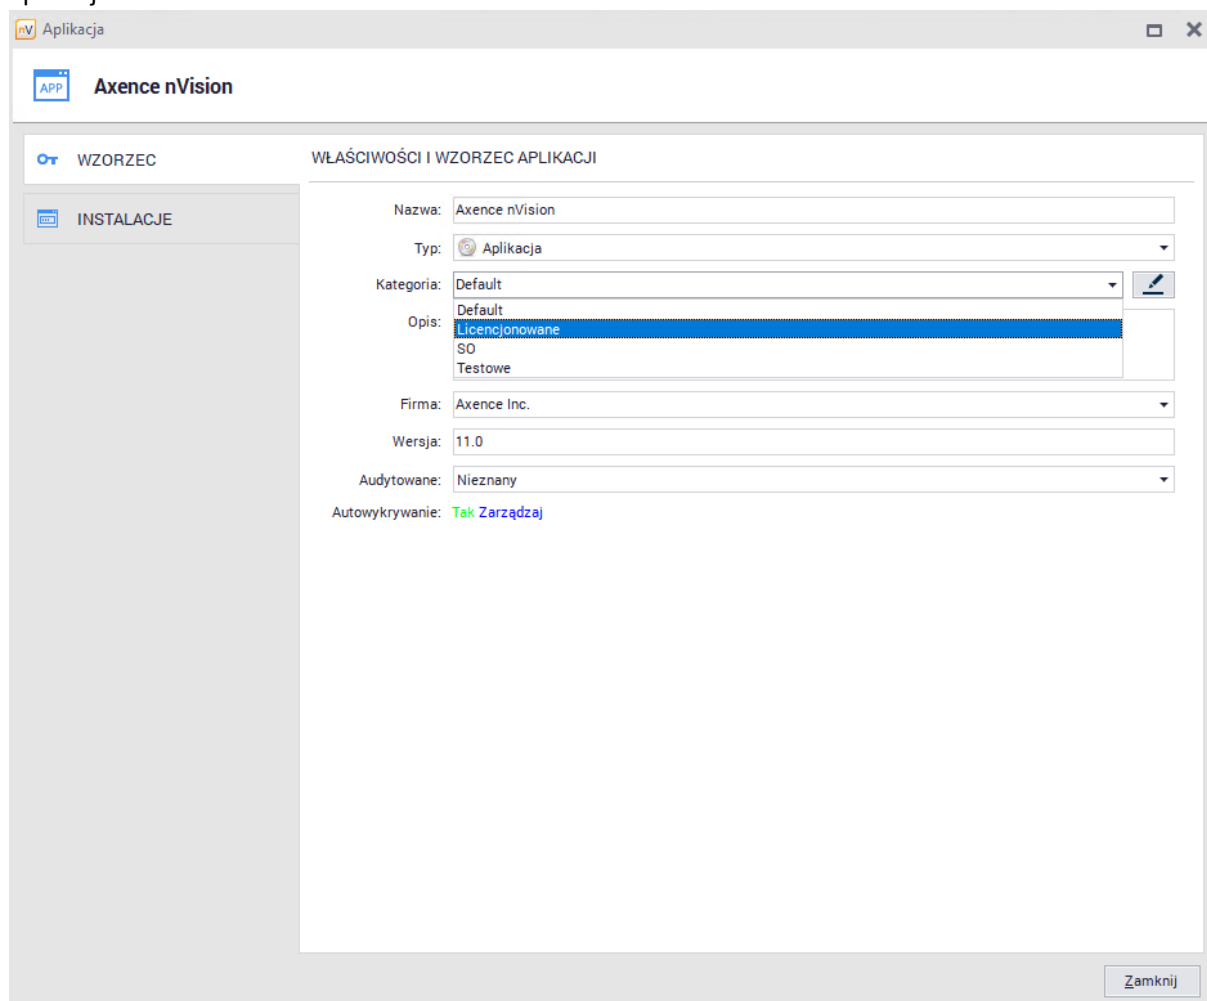 nV Aplikacja
APP Axence nVision
WZORZEC
INSTALACJE
WŁAŚCIWOŚCI I WZORZEC APLIKACJI
Nazwa: Axence nVision
Typ: Aplikacja
Kategoria: Default
Default
Opis:
Licencjonowane
SO
Testowe
Firma: Axence Inc.
Wersja: 11.0
Audytowane: Nieznany
Autowykrywanie: Tak Zarządzaj
Zamknij